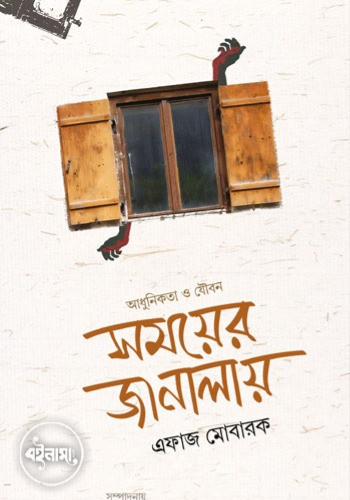 আধুনিকতা ও যৌবন
সময়ের
জানালায়
এফাজ মোবারক
বইনামা
সম্পাদনায়